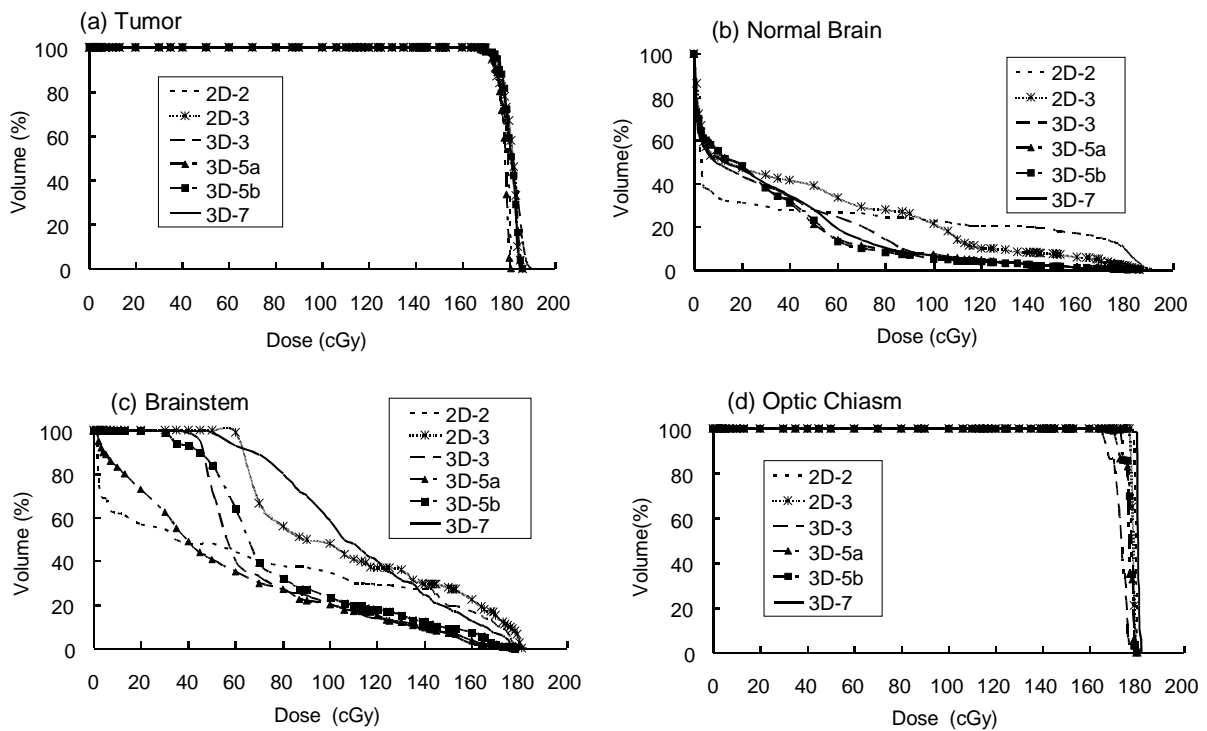 (a) Tumor
100
80
60
40
20
0
Volume (%)
2D-2
2D-3
3D-3
3D-5a
3D-5b
3D-7
0 20 40 60 80 100 120 140 160 180 200
Dose (cGy)
(b) Normal Brain
100
80
60
40
20
0
Volume(%)
2D-2
2D-3
3D-3
3D-5a
3D-5b
3D-7
0 20 40 60 80 100 120 140 160 180 200
Dose (cGy)
(c) Brainstem
100
80
60
40
20
0
Volume (%)
2D-2
2D-3
3D-3
3D-5a
3D-5b
3D-7
0 20 40 60 80 100 120 140 160 180 200
Dose (cGy)
(d) Optic Chiasm
100
80
60
40
20
0
Volume(%)
2D-2
2D-3
3D-3
3D-5a
3D-5b
3D-7
0 20 40 60 80 100 120 140 160 180 200
Dose (cGy)